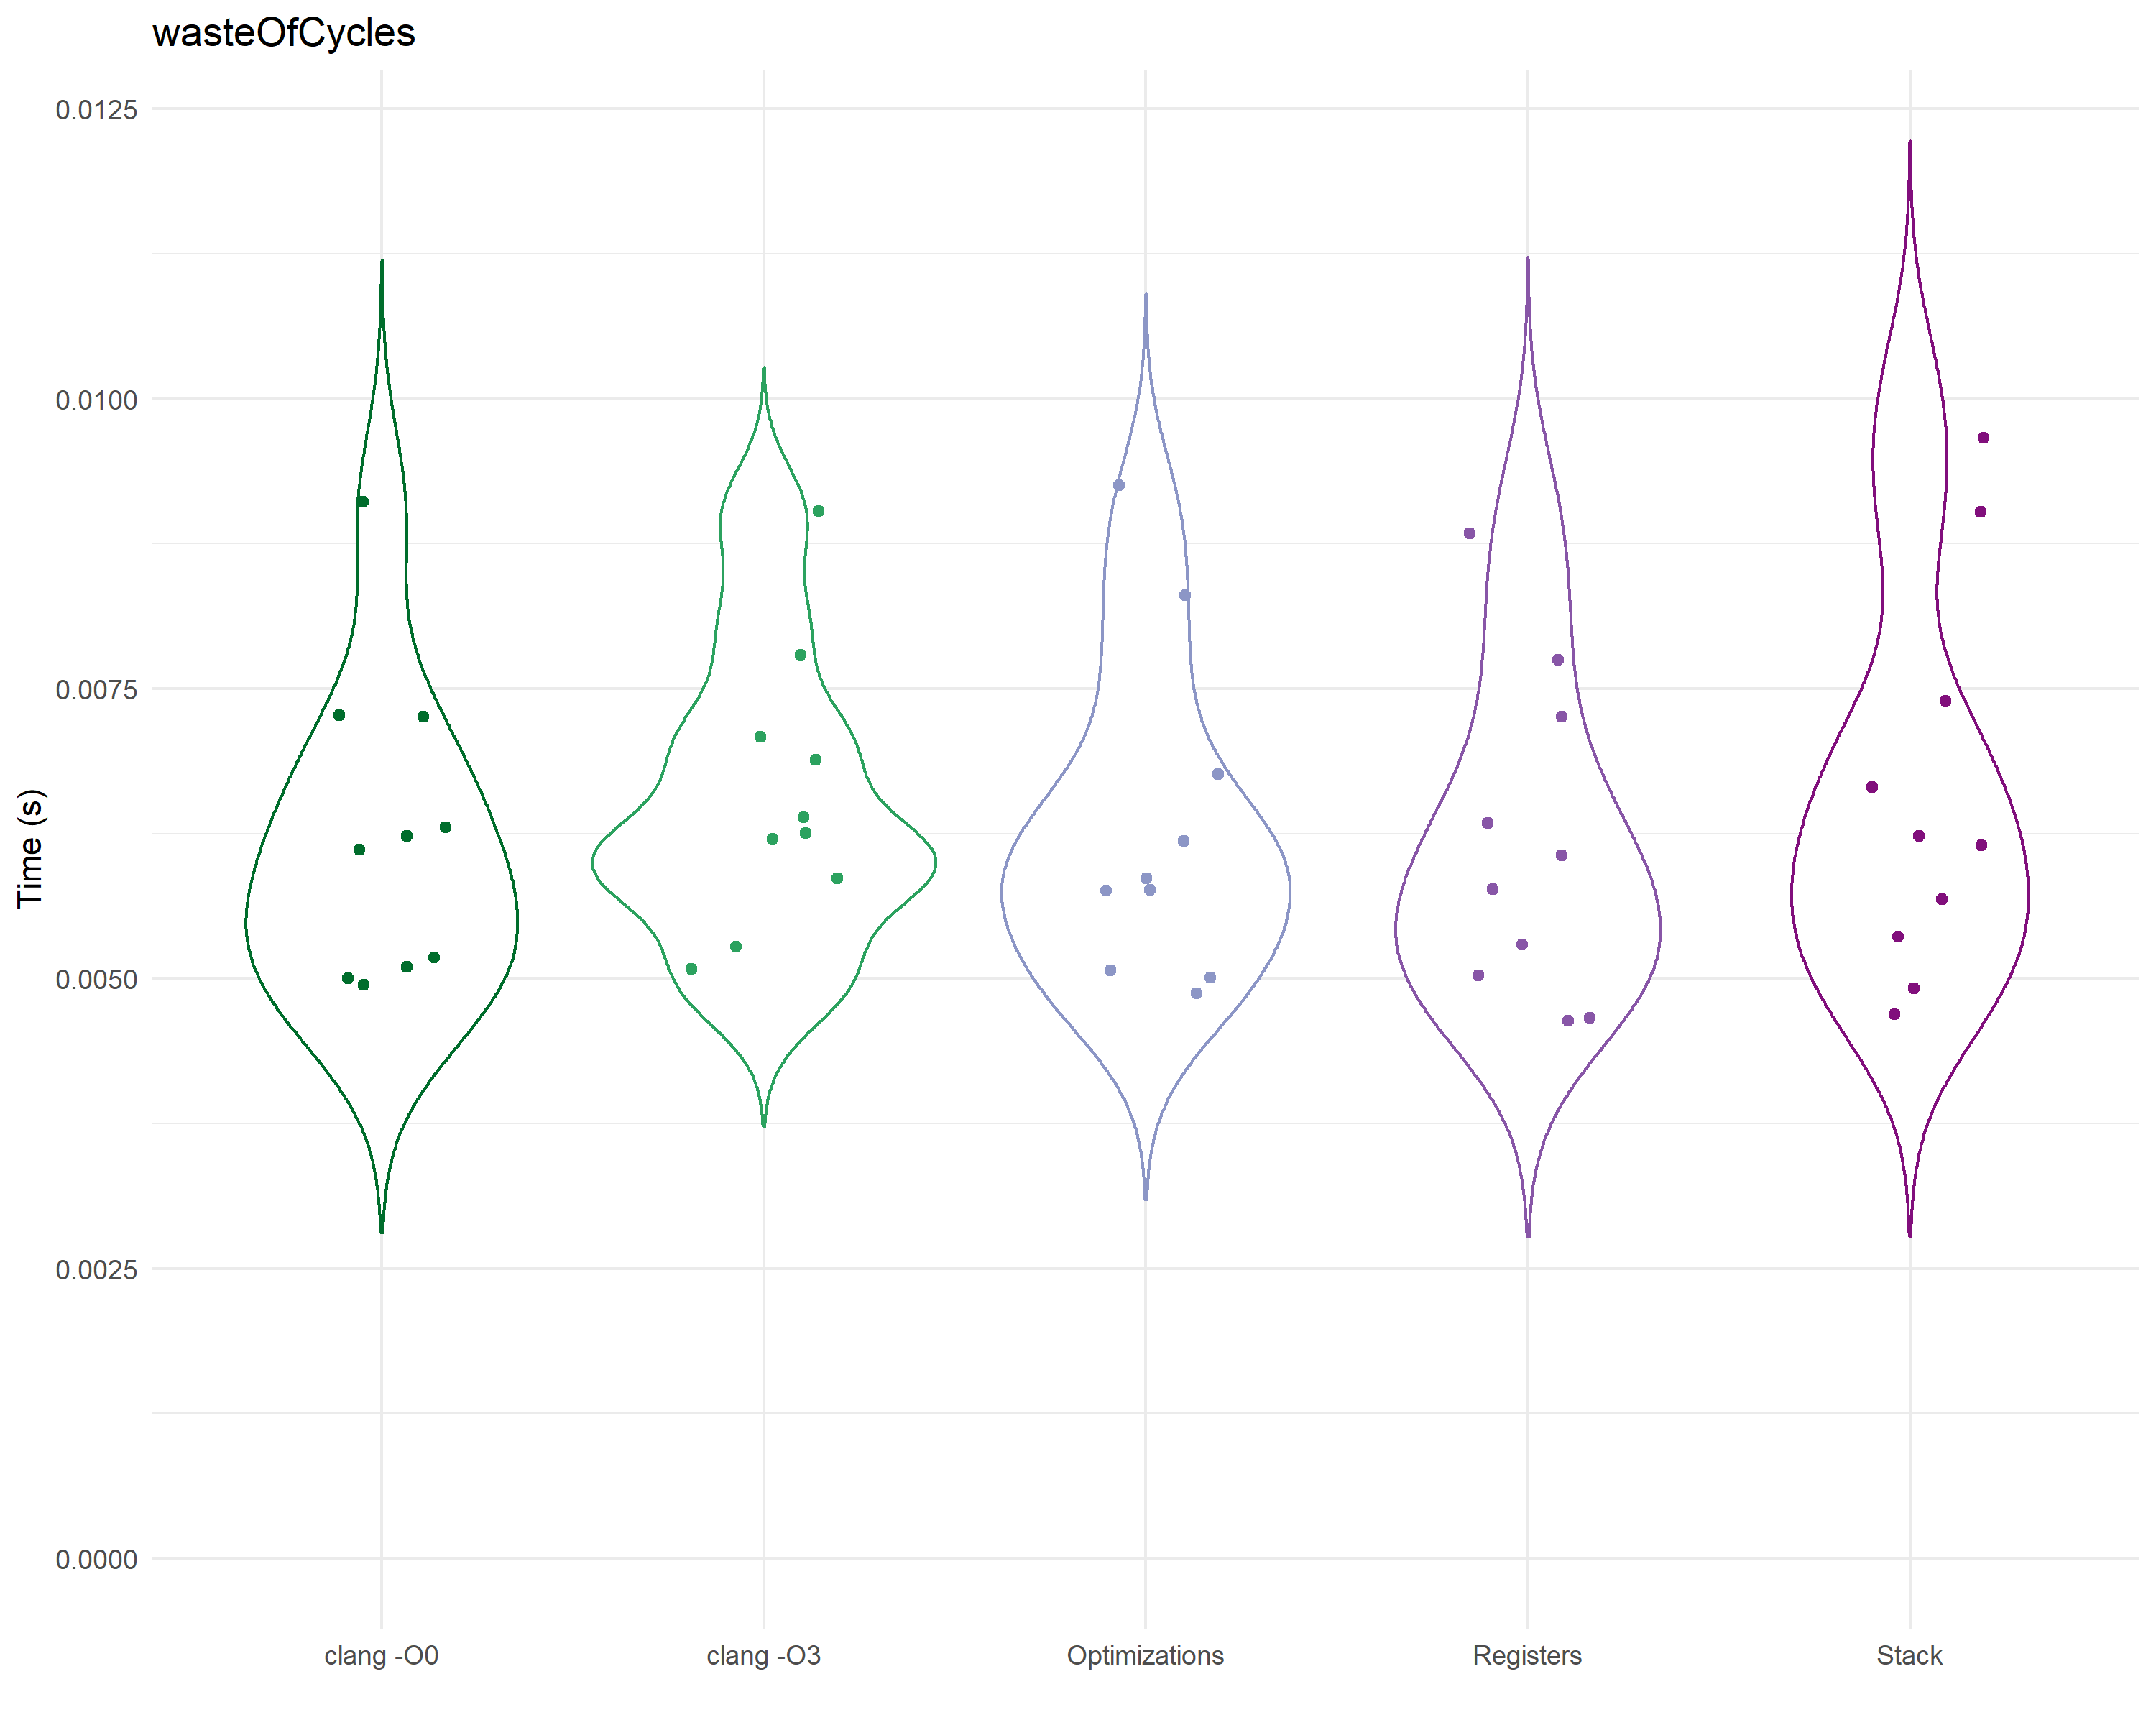 wasteOfCycles
0.0125
0.0100
0.0075
0.0050
0.0025
0.0000
Time (s)
clang -O0
clang -O3
Optimizations
Registers
Stack